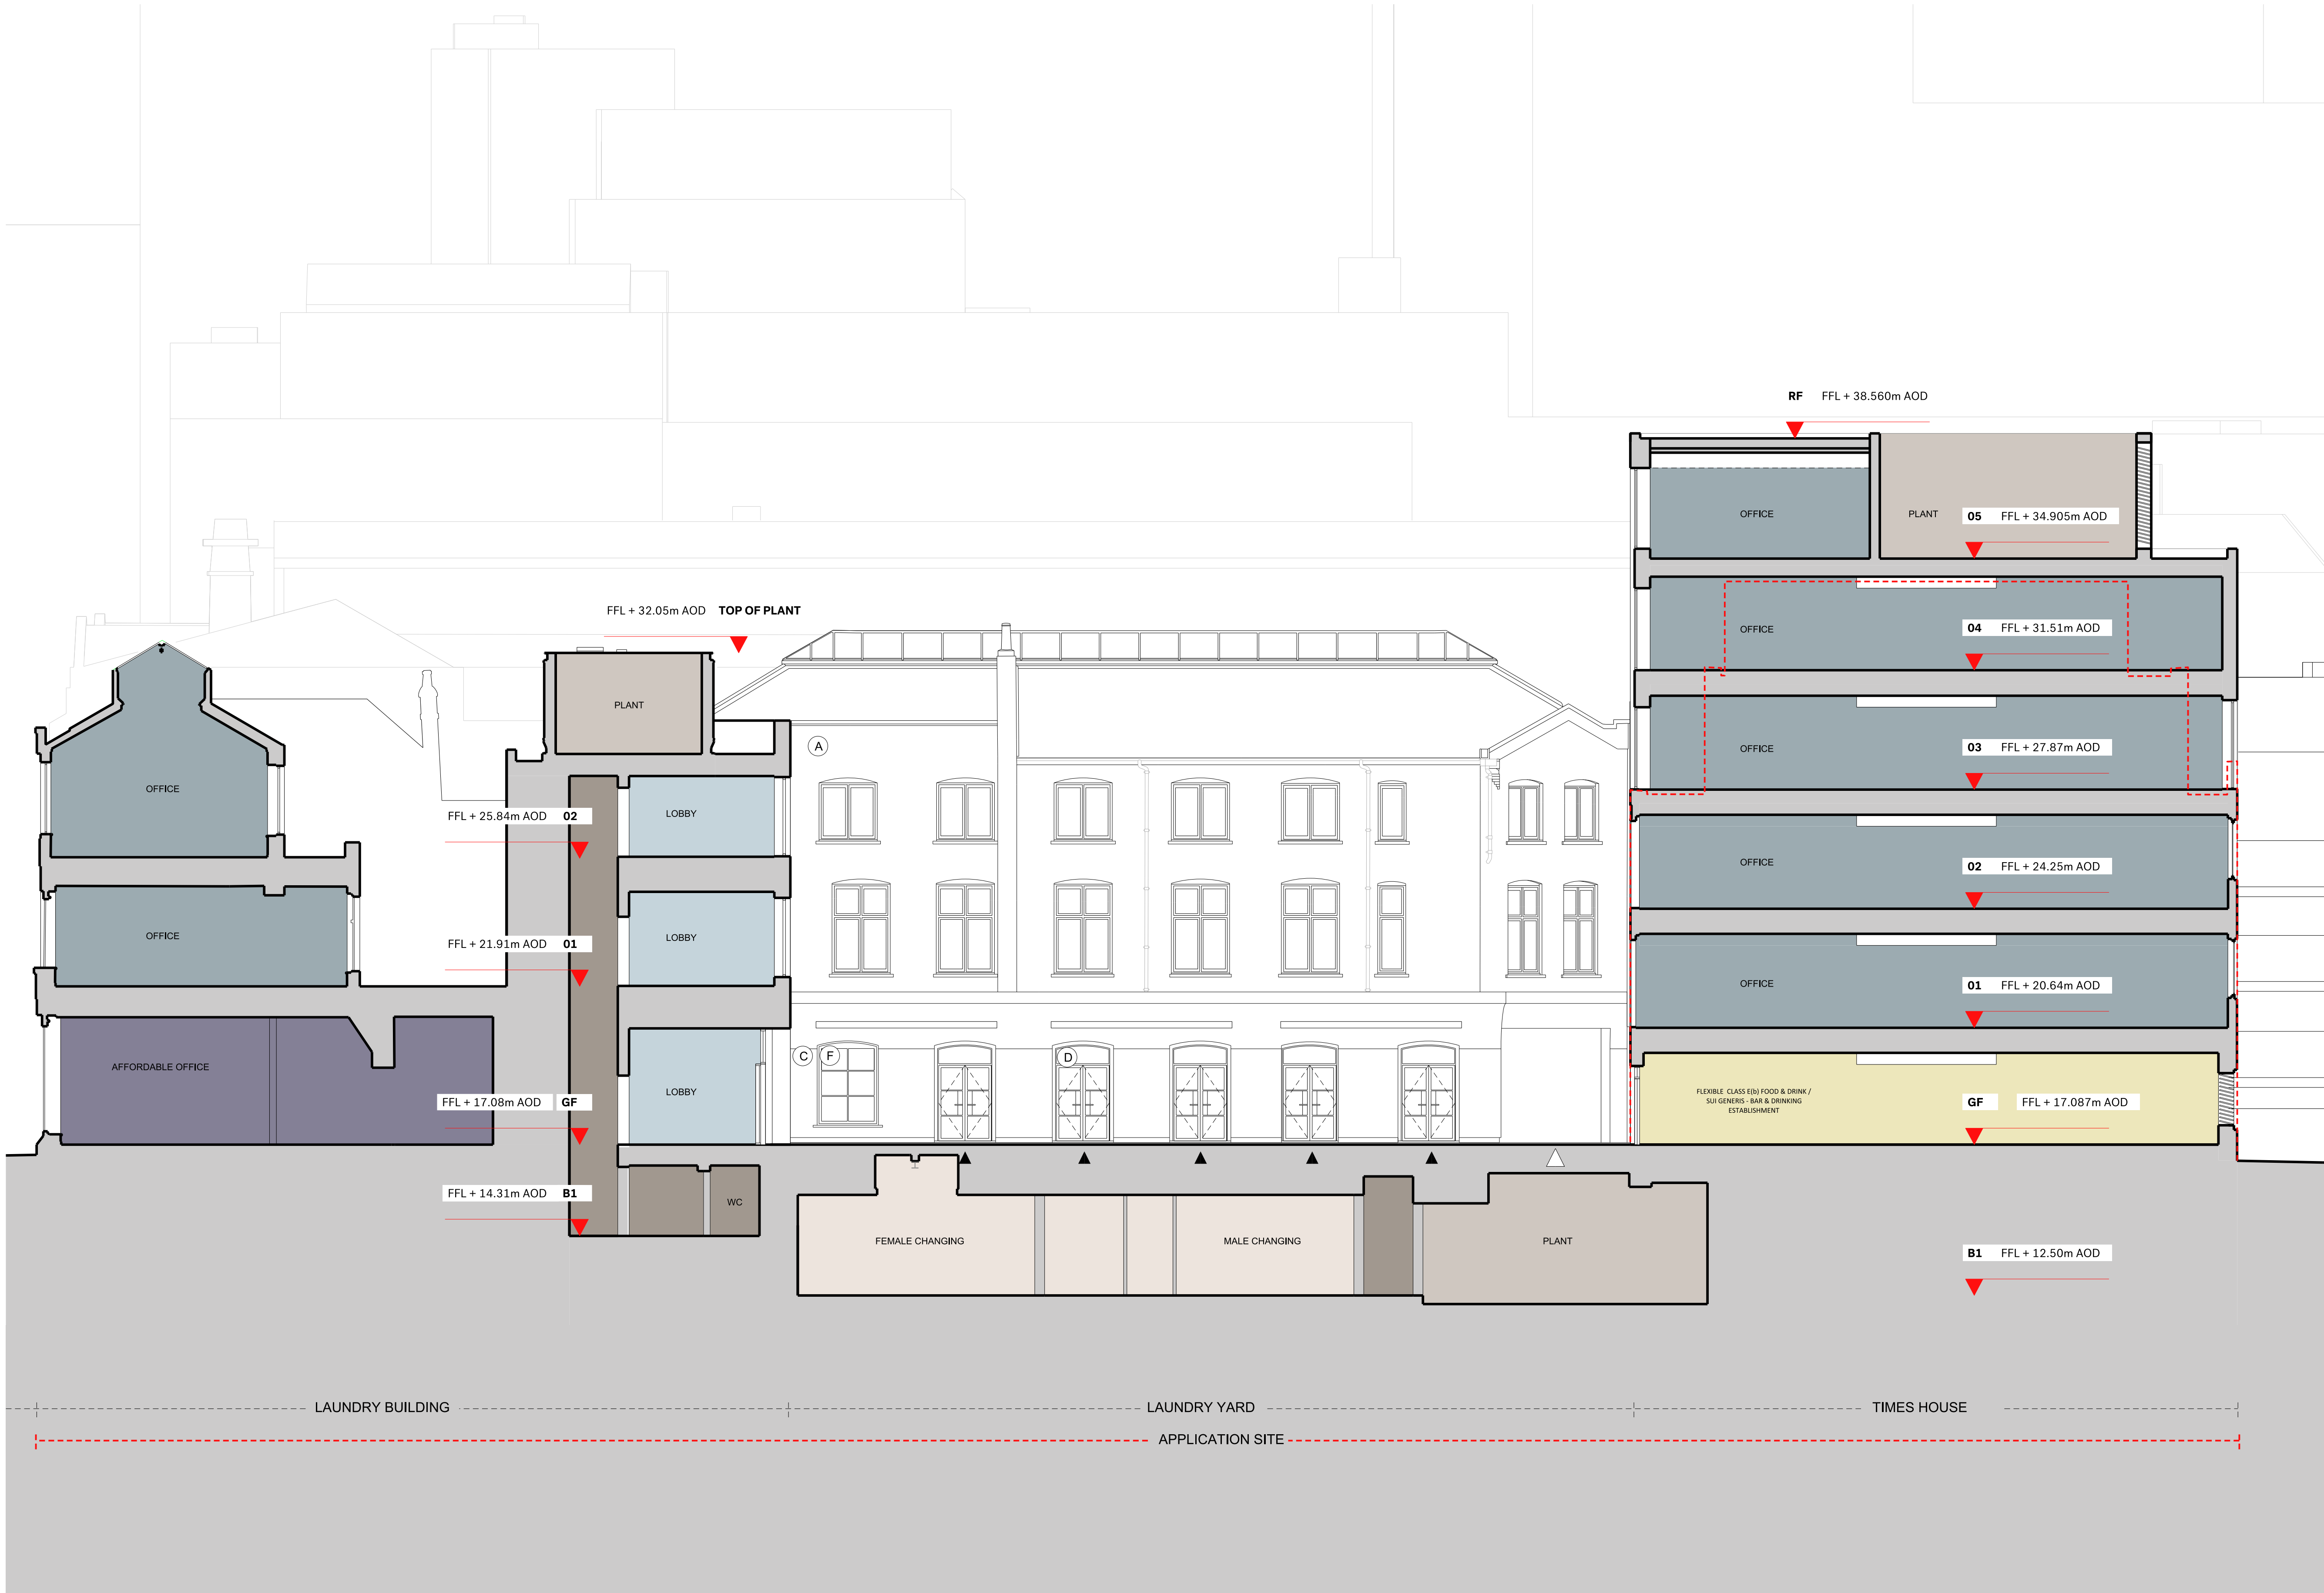 RF FFL + 38.560m AOD
OFFICE
PLANT
05 FFL + 34.905m AOD
FFL + 32.05m AOD TOP OF PLANT
OFFICE
04 FFL + 31.51m AOD
PLANT
A
OFFICE
03 FFL + 27.87m AOD
OFFICE
FFL + 25.84m AOD 02
LOBBY
OFFICE
02 FFL + 24.25m AOD
OFFICE
FFL + 21.91m AOD 01
LOBBY
OFFICE
01 FFL + 20.64m AOD
C
F
D
AFFORDABLE OFFICE
FFL + 17.08m AOD GF
LOBBY
FLEXIBLE CLASS E(b) FOOD & DRINK /
SUI GENERIS - BAR & DRINKING
ESTABLISHMENT
GF FFL + 17.087m AOD
FFL + 14.31m AOD B1
WC
FEMALE CHANGING
MALE CHANGING
PLANT
B1 FFL + 12.50m AOD
LAUNDRY BUILDING
LAUNDRY YARD
TIMES HOUSE
APPLICATION SITE